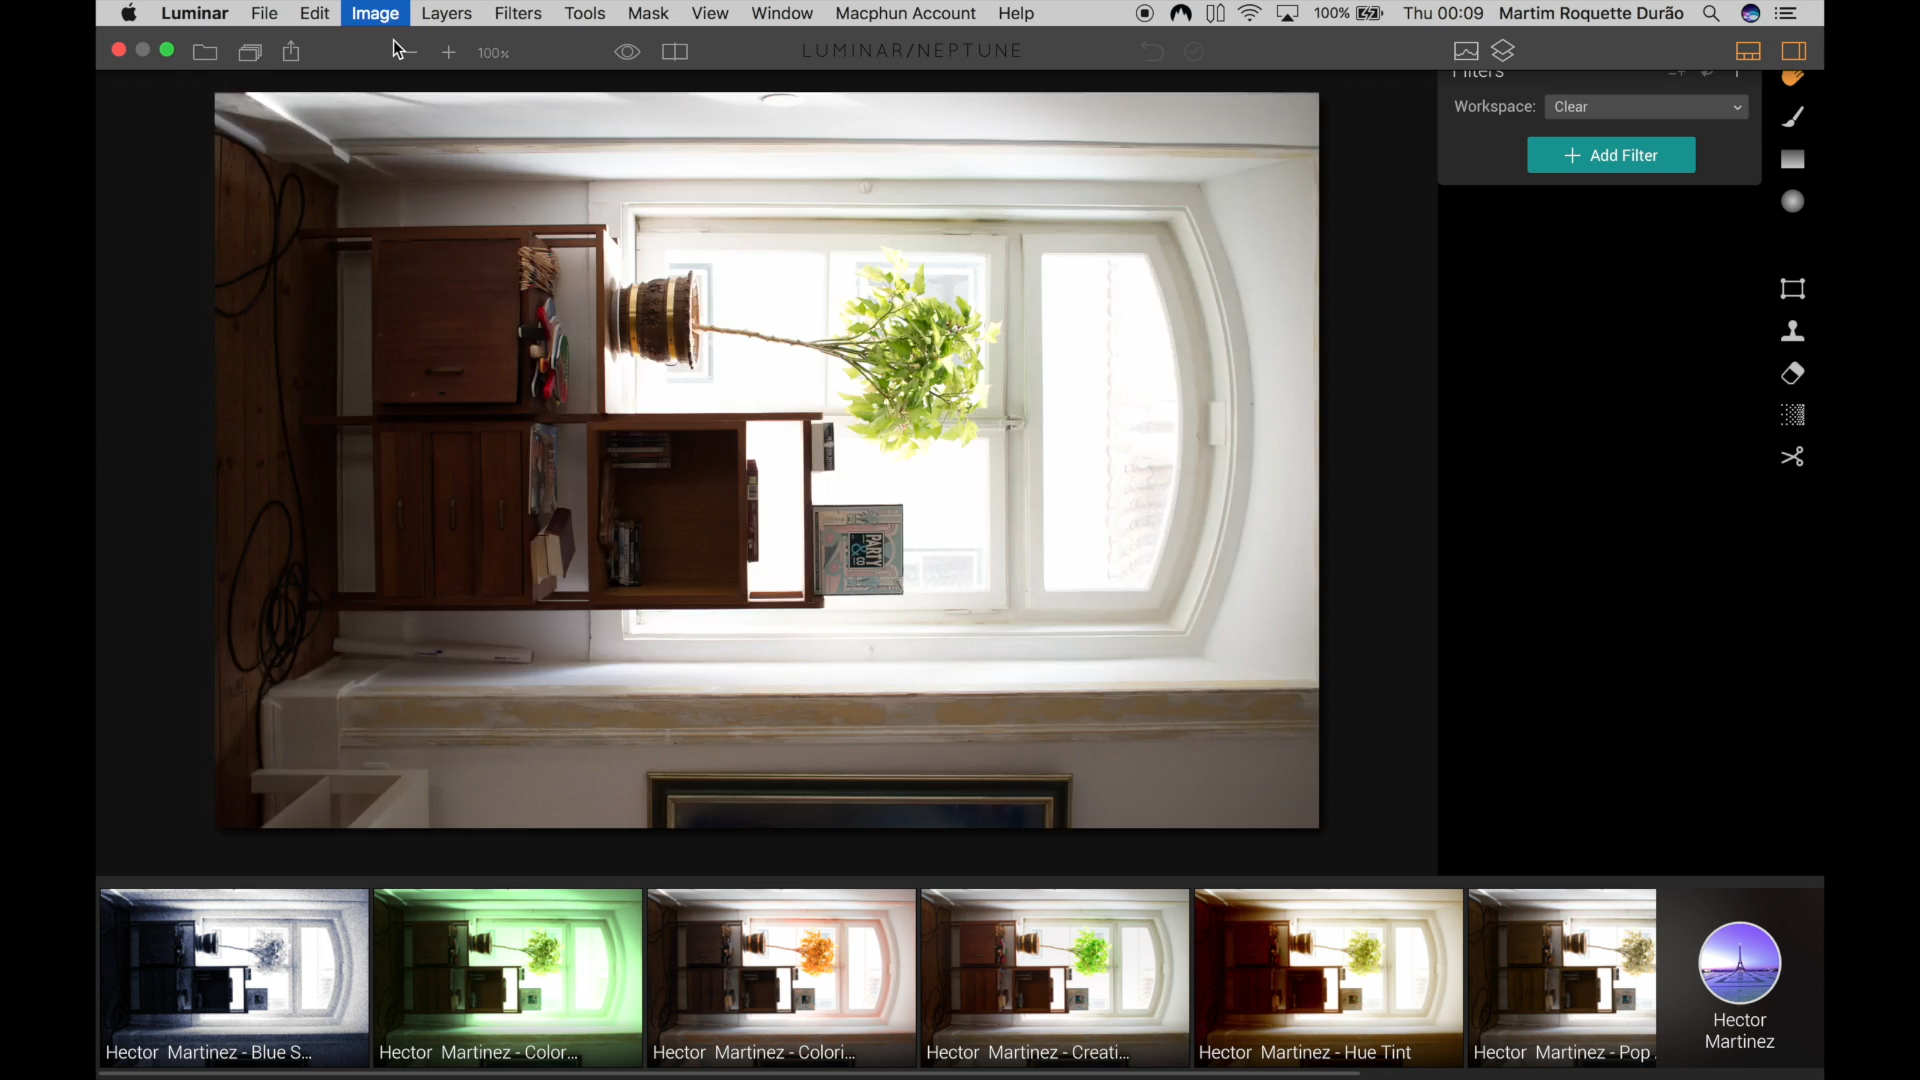 Luminar File Edit Image Layers Filters Tools Mask View Window Macphun Account Help 100% Thu 00:09 Martim Roquette Durão
100% LUMINAR/NEPTUNE
Filters
Workspace: Clear
+ Add Filter
PARTY
& CO
Hector Martinez - Blue S...
Hector Martinez - Color...
Hector Martinez - Colori...
Hector Martinez - Creati...
Hector Martinez - Hue Tint
Hector Martinez - Pop
Hector
Martinez